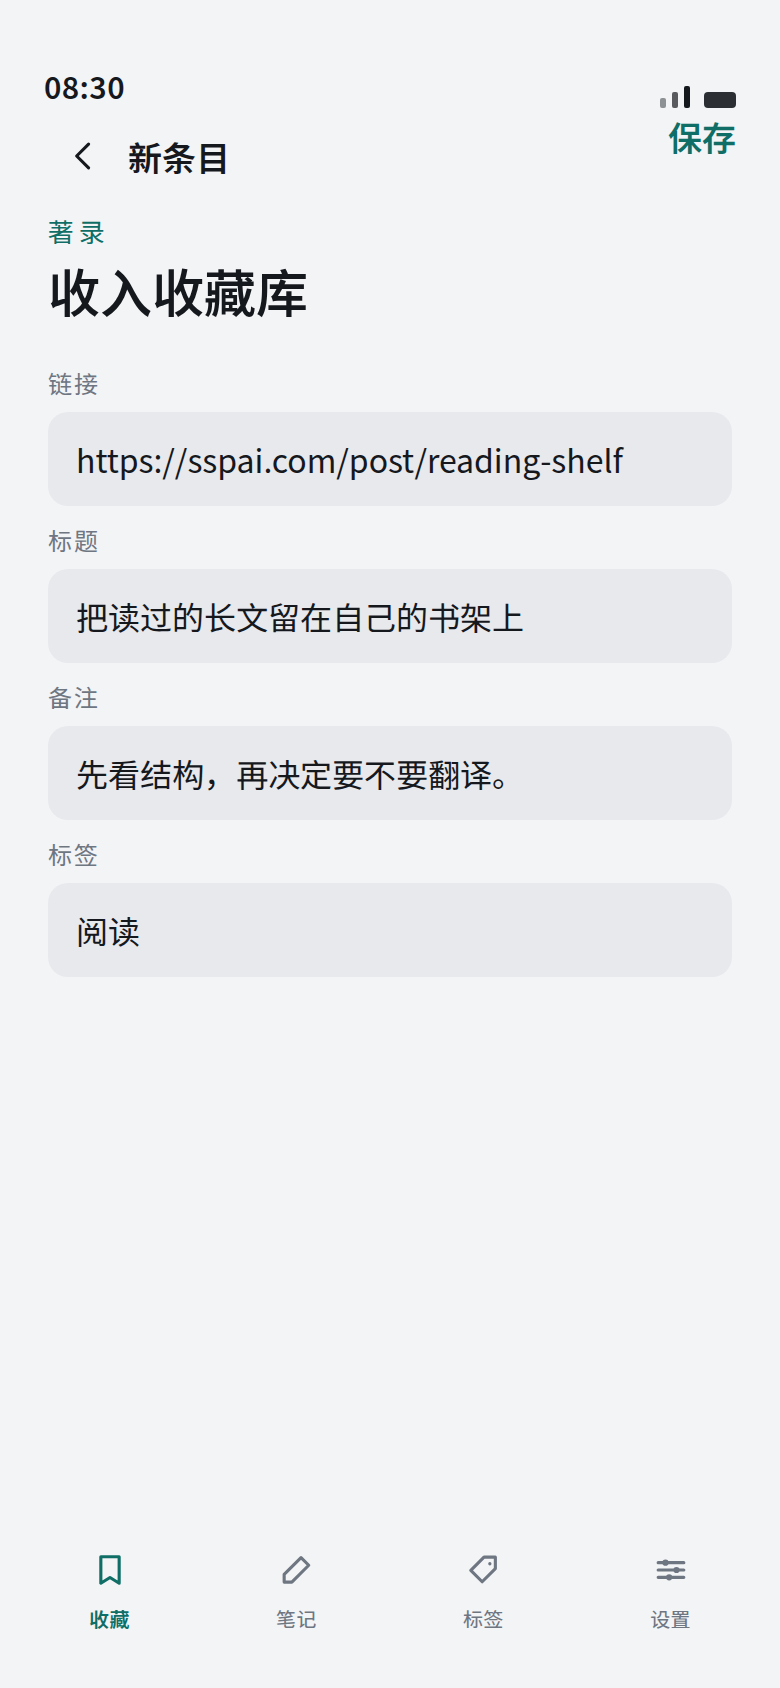 08:30
新条目
保存
著录
收入收藏库
链接
https://sspai.com/post/reading-shelf
标题
把读过的长文留在自己的书架上
备注
先看结构，再决定要不要翻译。
标签
阅读
收藏
笔记
标签
设置